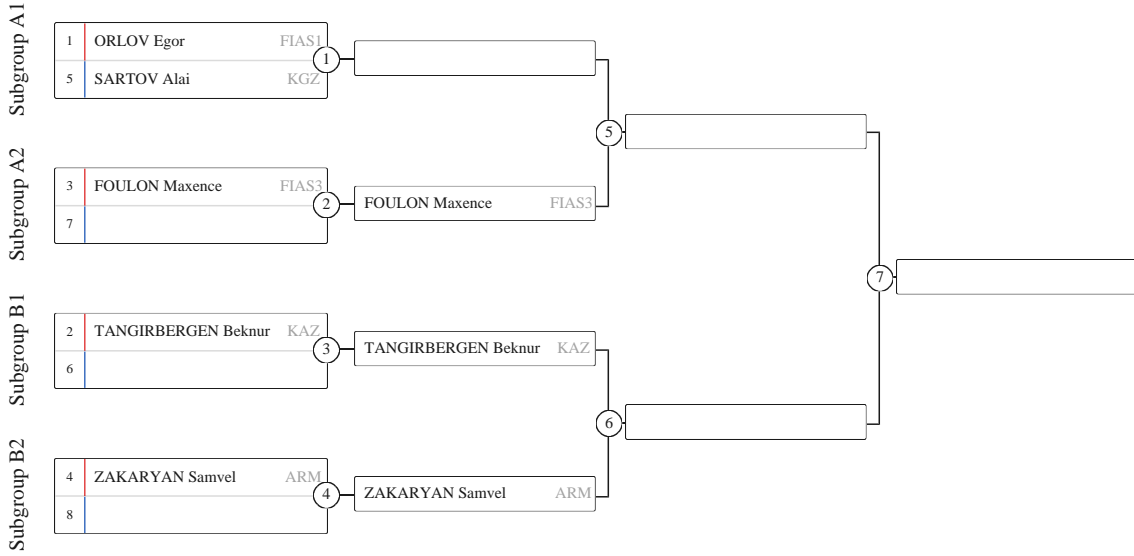 Subgroup A1
1 ORLOV Egor FIAS1
5 SARTOV Alai KGZ
1
5
Subgroup A2
3 FOULON Maxence FIAS3
7
2
FOULON Maxence FIAS3
7
Subgroup B1
2 TANGIRBERGEN Beknur KAZ
6
3
TANGIRBERGEN Beknur KAZ
6
Subgroup B2
4 ZAKARYAN Samvel ARM
8
4
ZAKARYAN Samvel ARM